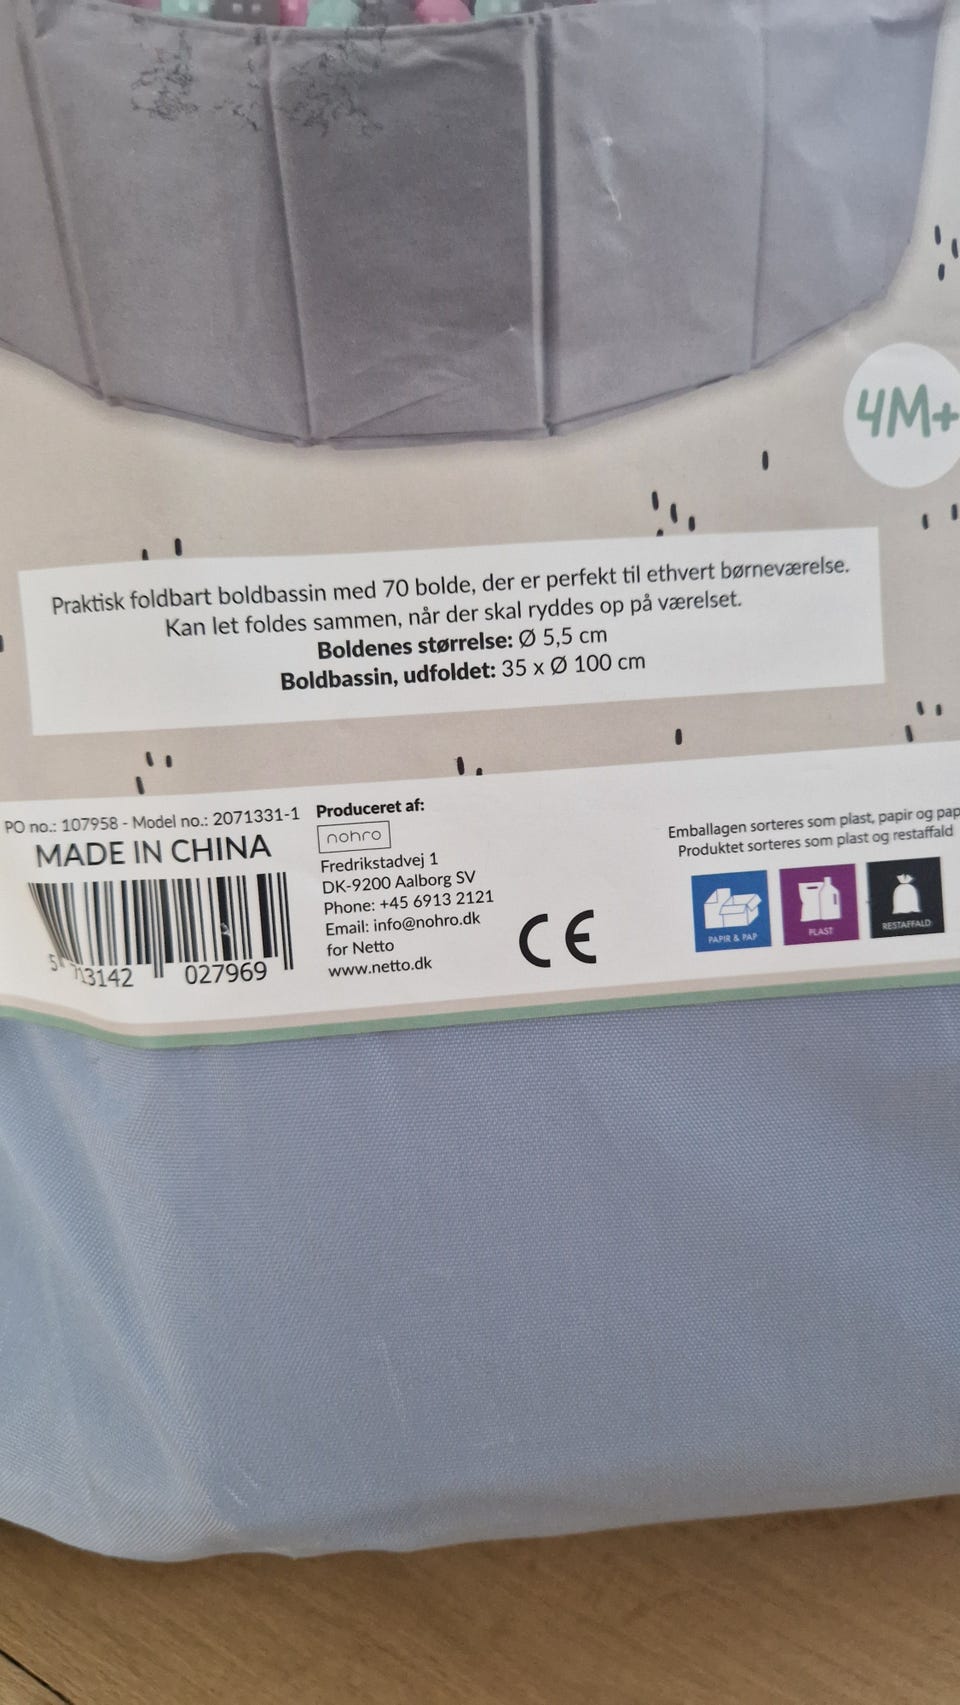 4M+
Praktisk foldbart boldbassin med 70 bolde, der er perfekt til ethvert børneværelse.
Kan let foldes sammen, når der skal ryddes op på værelset.
Boldenes størrelse: Ø 5,5 cm
Boldbassin, udfoldet: 35 x Ø 100 cm
PO no.: 107958 - Model no.: 2071331-1
MADE IN CHINA
5 713142 027969
Produceret af:
nohro
Fredrikstadvej 1
DK-9200 Aalborg SV
Phone: +45 6913 2121
Email: info@nohro.dk
for Netto
www.netto.dk
CE
Emballagen sorteres som plast, papir og pap
Produktet sorteres som plast og restaffald
PAPIR & PAP
PLAST
RESTAFFALD